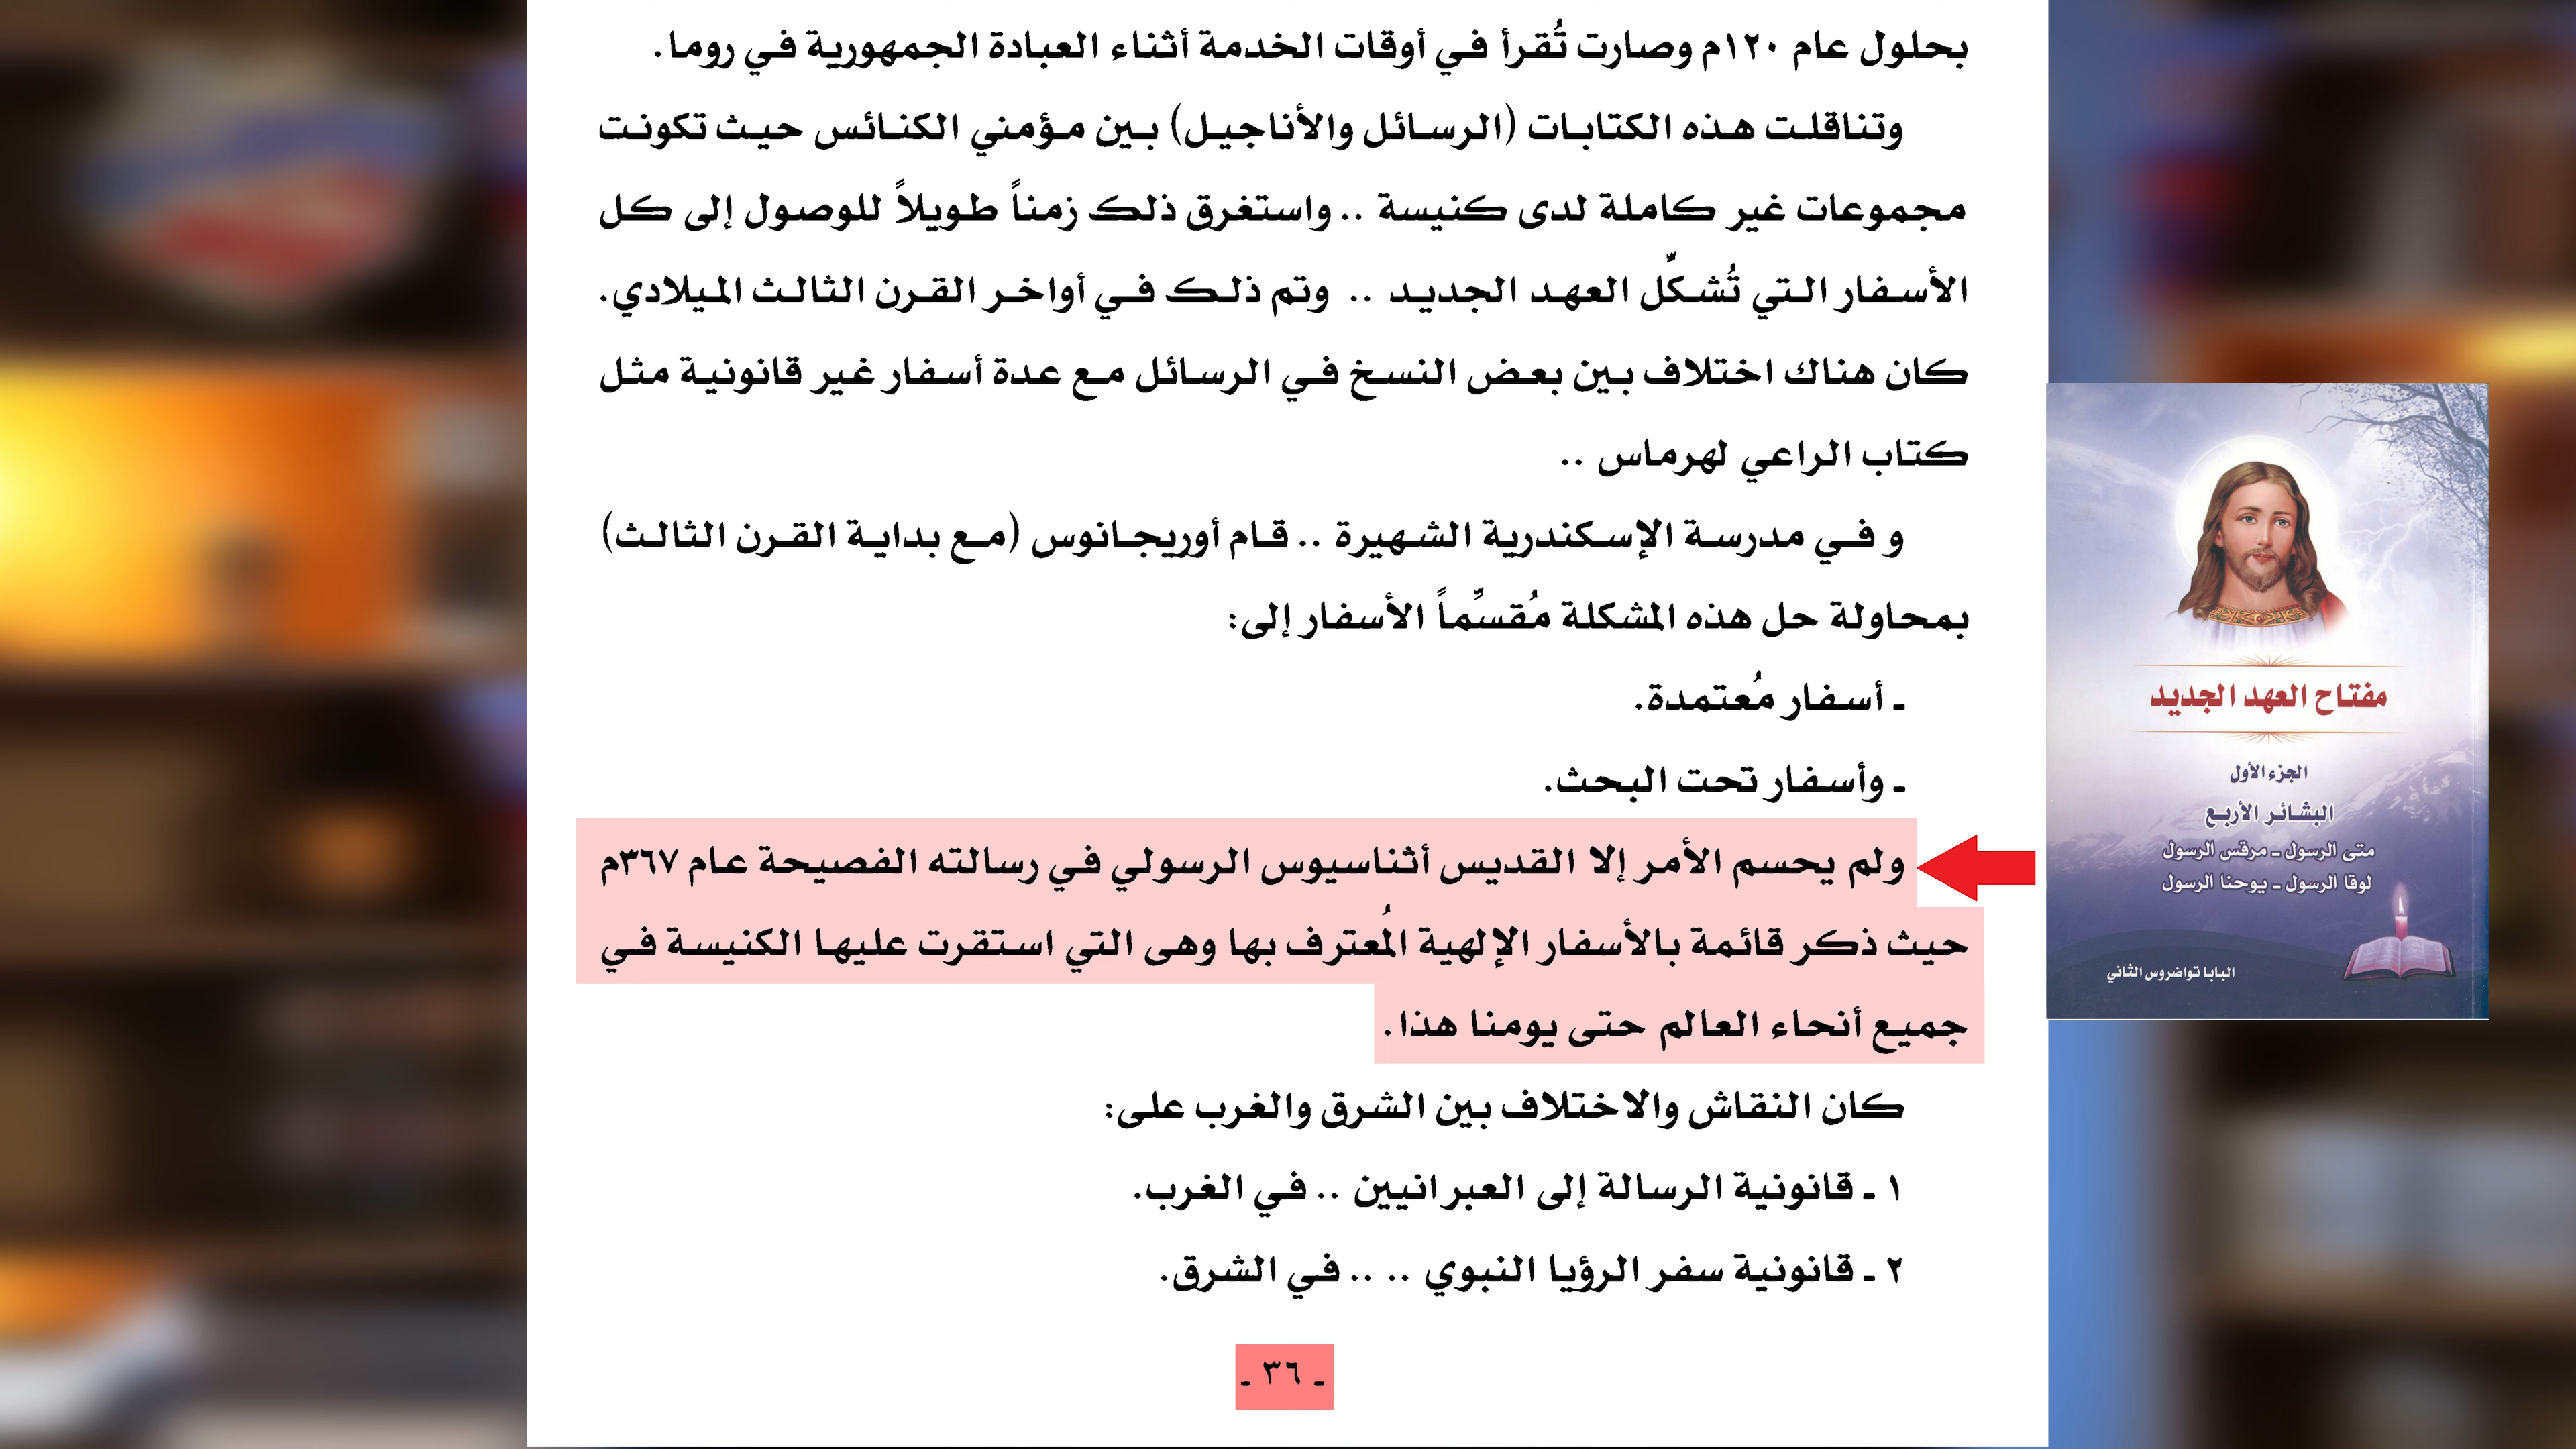 بحلول عام ١٢٠م وصارت تُقرأ في أوقات الخدمة أثناء العبادة الجمهورية في روما.
وتناقلت هذه الكتابات (الرسائل والأناجيل) بين مؤمني الكنائس حيث تكونت
مجموعات غير كاملة لدى كنيسة .. واستغرق ذلك زمناً طويلاً للوصول إلى كل
الأسفار التي تُشكِّل العهد الجديد .. وتم ذلك في أواخر القرن الثالث الميلادي.
كان هناك اختلاف بين بعض النسخ في الرسائل مع عدة أسفار غير قانونية مثل
كتاب الراعي لهرماس ..
و في مدرسة الإسكندرية الشهيرة .. قام أوريجانوس (مع بداية القرن الثالث)
بمحاولة حل هذه المشكلة مُقسِّماً الأسفار إلى:
ـ أسفار مُعتمدة.
ـ وأسفار تحت البحث.
ولم يحسم الأمر إلا القديس أثناسيوس الرسولي في رسالته الفصيحة عام ٣٦٧م
حيث ذكر قائمة بالأسفار الإلهية المُعترف بها وهى التي استقرت عليها الكنيسة في
جميع أنحاء العالم حتى يومنا هذا.
كان النقاش والاختلاف بين الشرق والغرب على:
١ ـ قانونية الرسالة إلى العبرانيين .. في الغرب.
٢ ـ قانونية سفر الرؤيا النبوي .. .. في الشرق.
ـ ٣٦ ـ
مفتاح العهد الجديد
الجزء الأول
البشائر الأربع
متى الرسول ـ مرقس الرسول
لوقا الرسول ـ يوحنا الرسول
البابا تواضروس الثاني